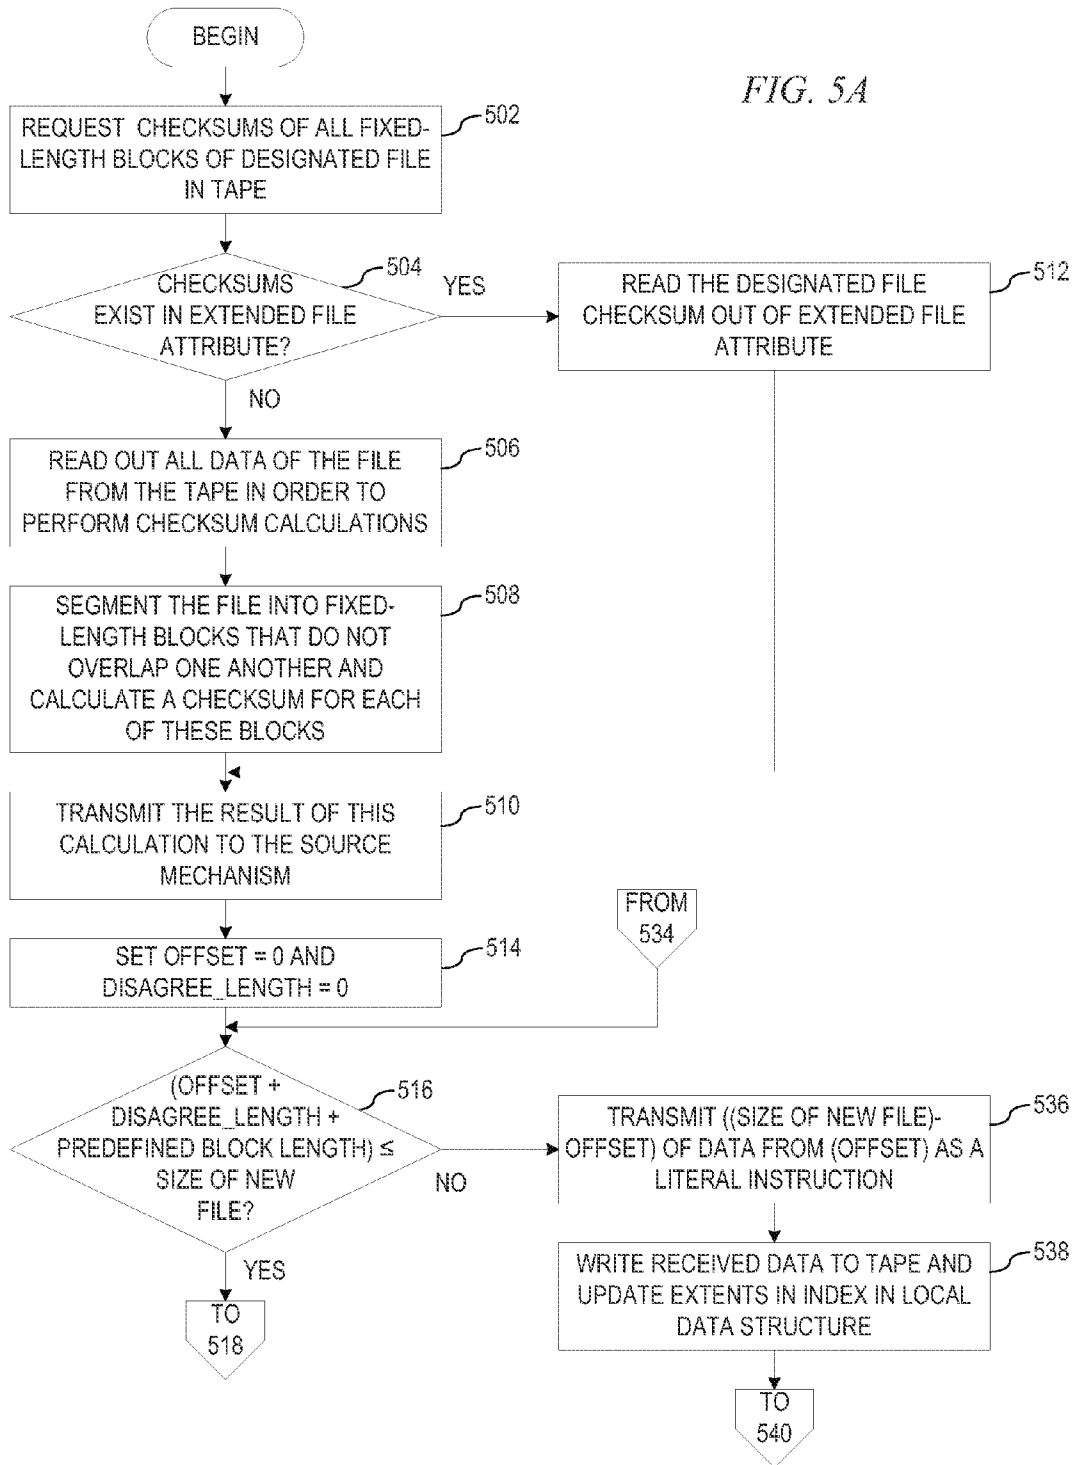 BEGIN
FIG. 5A
502
REQUEST CHECKSUMS OF ALL FIXED-
LENGTH BLOCKS OF DESIGNATED FILE
IN TAPE
504
CHECKSUMS
EXIST IN EXTENDED FILE
ATTRIBUTE?
YES
NO
512
READ THE DESIGNATED FILE
CHECKSUM OUT OF EXTENDED FILE
ATTRIBUTE
506
READ OUT ALL DATA OF THE FILE
FROM THE TAPE IN ORDER TO
PERFORM CHECKSUM CALCULATIONS
508
SEGMENT THE FILE INTO FIXED-
LENGTH BLOCKS THAT DO NOT
OVERLAP ONE ANOTHER AND
CALCULATE A CHECKSUM FOR EACH
OF THESE BLOCKS
510
TRANSMIT THE RESULT OF THIS
CALCULATION TO THE SOURCE
MECHANISM
FROM
534
514
SET OFFSET = 0 AND
DISAGREE_LENGTH = 0
516
(OFFSET +
DISAGREE_LENGTH +
PREDEFINED BLOCK LENGTH) ≤
SIZE OF NEW
FILE?
NO
YES
TO
518
536
TRANSMIT ((SIZE OF NEW FILE)-
OFFSET) OF DATA FROM (OFFSET) AS A
LITERAL INSTRUCTION
538
WRITE RECEIVED DATA TO TAPE AND
UPDATE EXTENTS IN INDEX IN LOCAL
DATA STRUCTURE
TO
540